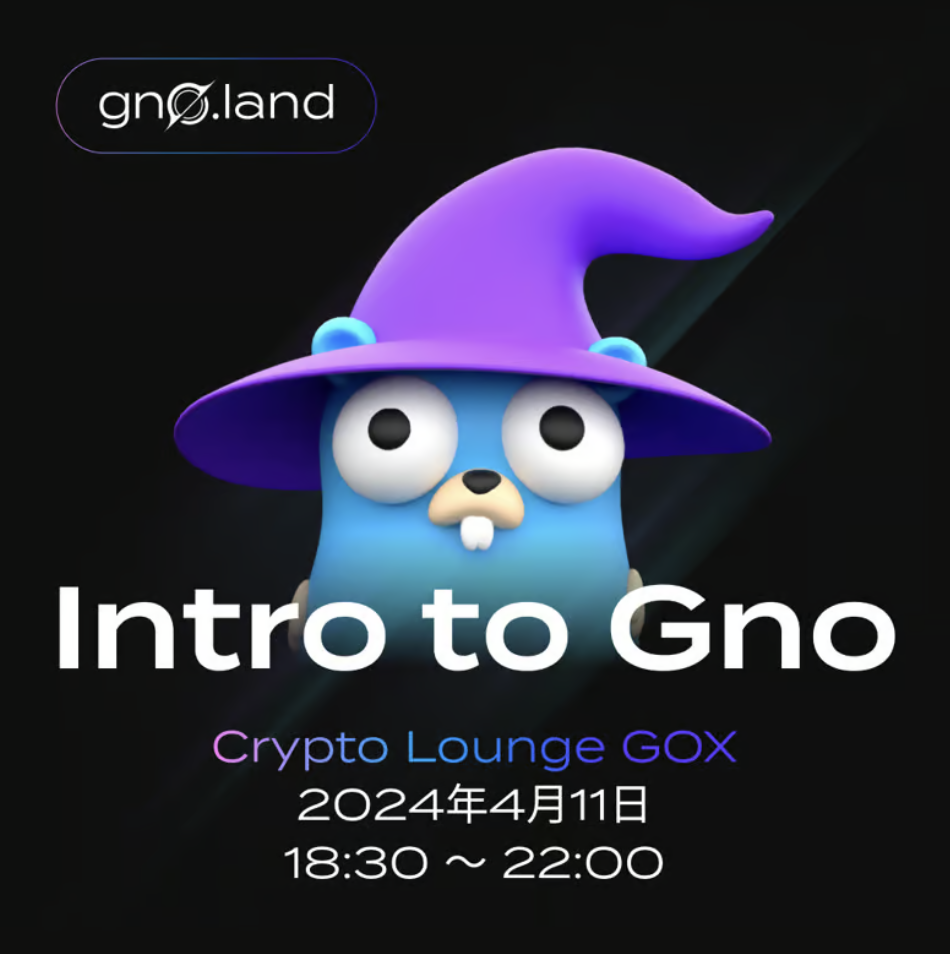 gnø.land
Intro to Gno
Crypto Lounge GOX
2024年4月11日
18:30 〜 22:00